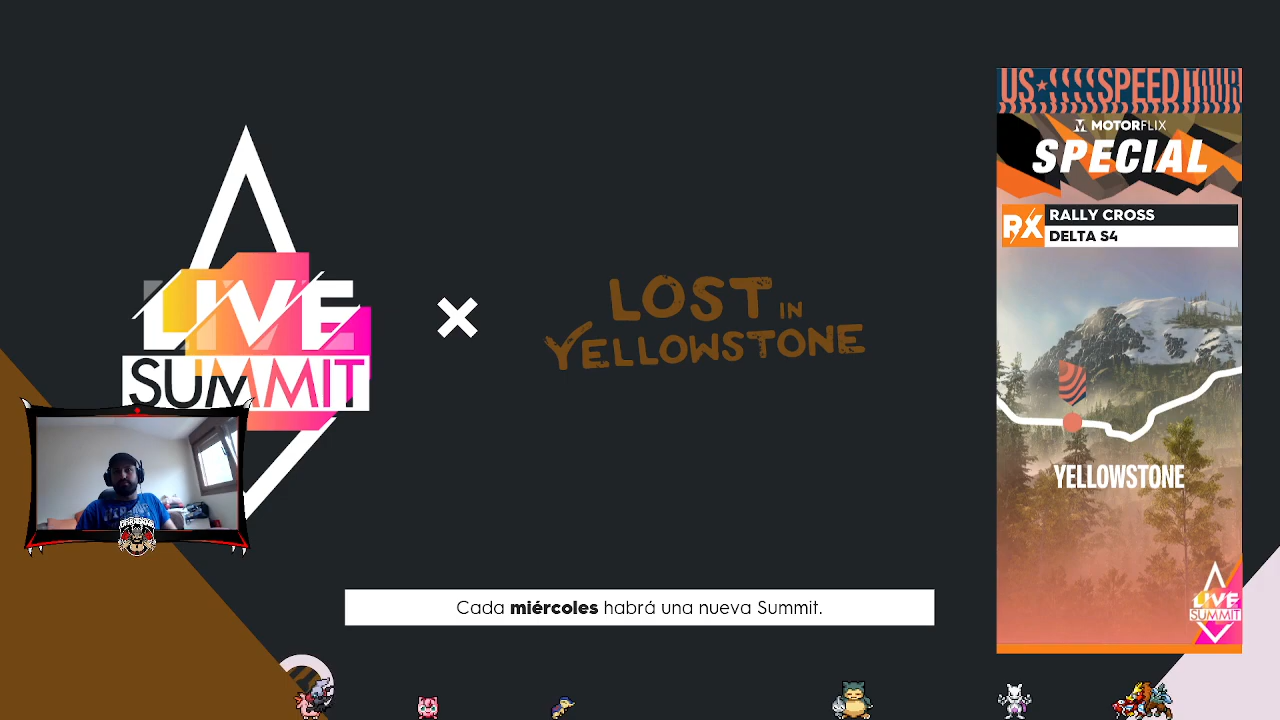 LIVE
SUMMIT
LOST IN
YELLOWSTONE
US SPEED TOUR
MOTORFLIX
SPECIAL
RX
RALLY CROSS
DELTA S4
YELLOWSTONE
LIVE
SUMMIT
Cada miércoles habrá una nueva Summit.